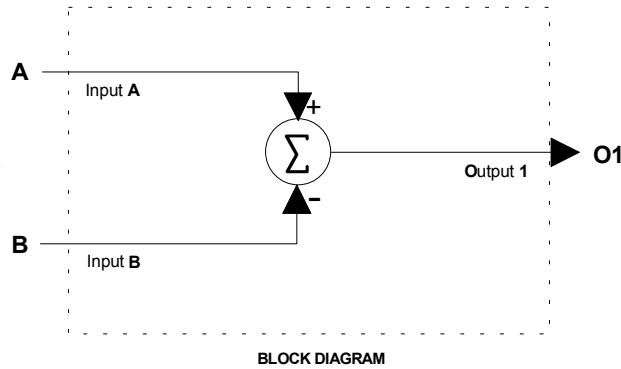 A
Input A
+
Σ
Output 1
O1
-
B
Input B
BLOCK DIAGRAM